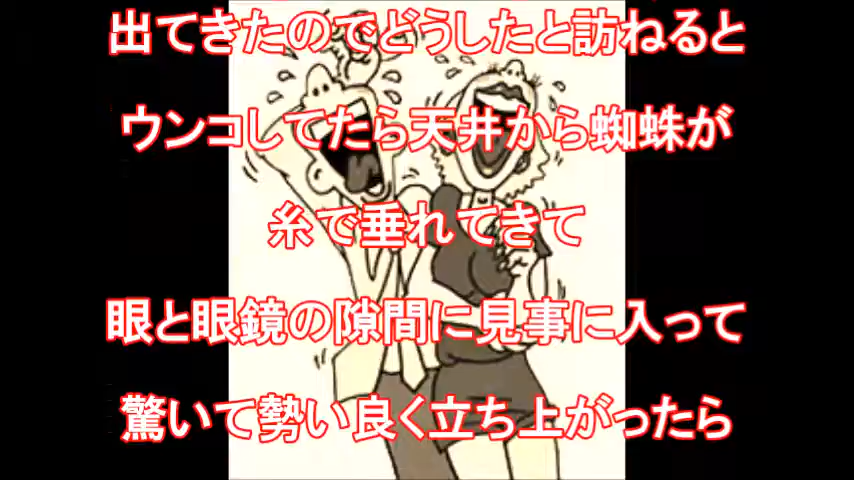 出てきたのでどうしたと訪ねると
ウンコしてたら天井から蜘蛛が
糸で垂れてきて
眼と眼鏡の隙間に見事に入って
驚いて勢い良く立ち上がったら